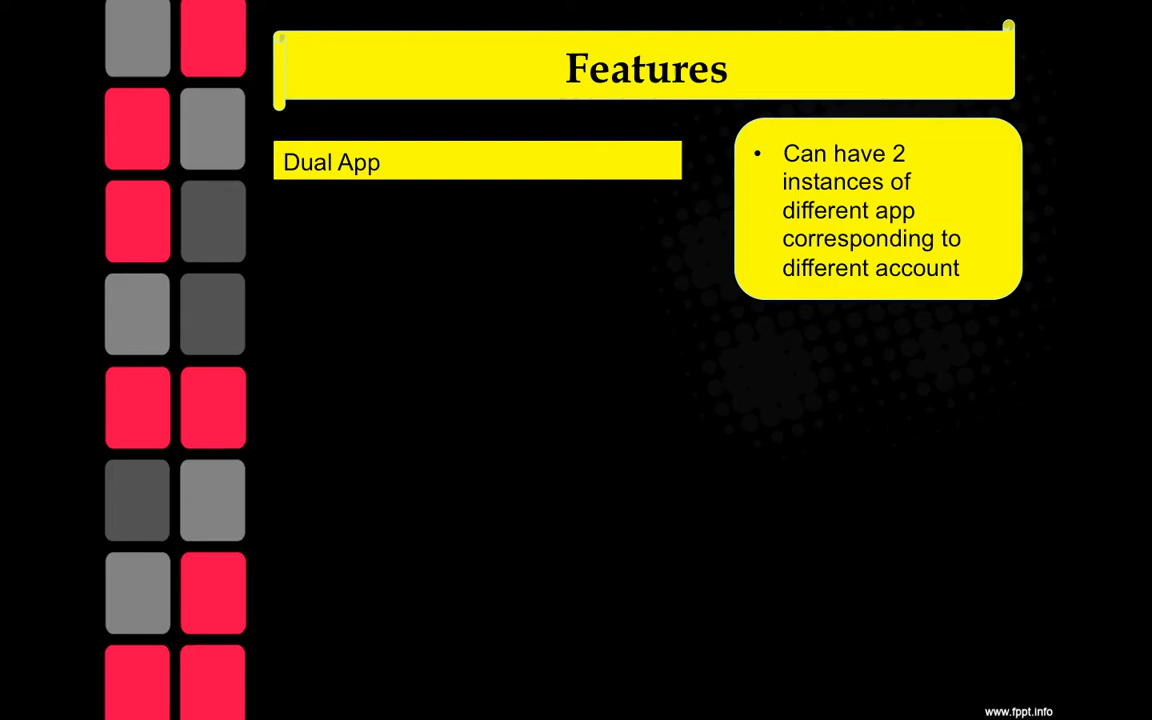 Features
Dual App
• Can have 2
instances of
different app
corresponding to
different account
www.fppt.info